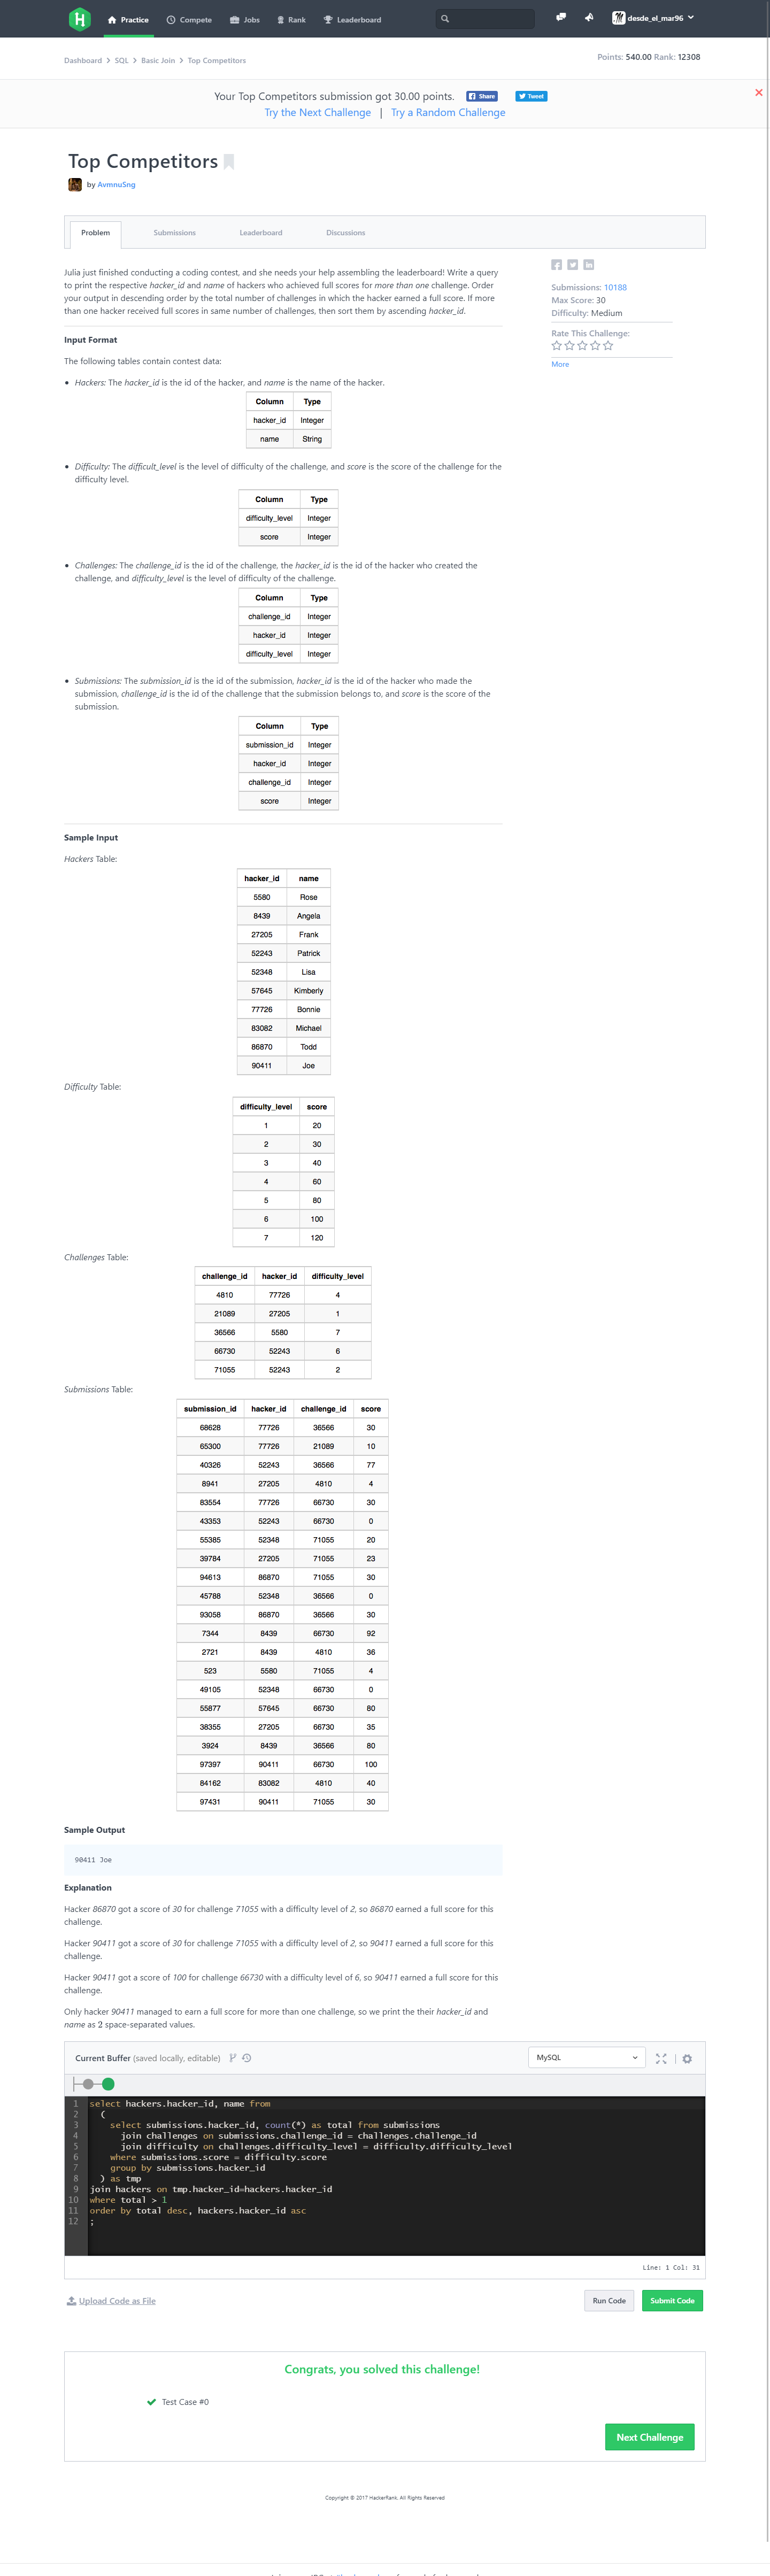 Practice Compete Jobs Rank Leaderboard desde_el_mar96
Dashboard > SQL > Basic Join > Top Competitors Points: 540.00 Rank: 12308
Your Top Competitors submission got 30.00 points. Share Tweet
Try the Next Challenge | Try a Random Challenge
Top Competitors
by AvmnuSng
Problem Submissions Leaderboard Discussions
Julia just finished conducting a coding contest, and she needs your help assembling the leaderboard! Write a query
to print the respective hacker_id and name of hackers who achieved full scores for more than one challenge. Order
your output in descending order by the total number of challenges in which the hacker earned a full score. If more
than one hacker received full scores in same number of challenges, then sort them by ascending hacker_id.
Submissions: 10188
Max Score: 30
Difficulty: Medium
Rate This Challenge:
More
Input Format
The following tables contain contest data:
• Hackers: The hacker_id is the id of the hacker, and name is the name of the hacker.
Column Type
hacker_id Integer
name String
• Difficulty: The difficult_level is the level of difficulty of the challenge, and score is the score of the challenge for the
difficulty level.
Column Type
difficulty_level Integer
score Integer
• Challenges: The challenge_id is the id of the challenge, the hacker_id is the id of the hacker who created the
challenge, and difficulty_level is the level of difficulty of the challenge.
Column Type
challenge_id Integer
hacker_id Integer
difficulty_level Integer
• Submissions: The submission_id is the id of the submission, hacker_id is the id of the hacker who made the
submission, challenge_id is the id of the challenge that the submission belongs to, and score is the score of the
submission.
Column Type
submission_id Integer
hacker_id Integer
challenge_id Integer
score Integer
Sample Input
Hackers Table:
hacker_id name
5580 Rose
8439 Angela
27205 Frank
52243 Patrick
52348 Lisa
57645 Kimberly
77726 Bonnie
83082 Michael
86870 Todd
90411 Joe
Difficulty Table:
difficulty_level score
1 20
2 30
3 40
4 60
5 80
6 100
7 120
Challenges Table:
challenge_id hacker_id difficulty_level
4810 77726 4
21089 27205 1
36566 5580 7
66730 52243 6
71055 52243 2
Submissions Table:
submission_id hacker_id challenge_id score
68628 77726 36566 30
65300 77726 21089 10
40326 52243 36566 77
8941 27205 4810 4
83554 77726 66730 30
43353 52243 66730 0
55385 52348 71055 20
39784 27205 71055 23
94613 86870 71055 30
45788 52348 36566 0
93058 86870 36566 30
7344 8439 66730 92
2721 8439 4810 36
523 5580 71055 4
49105 52348 66730 0
55877 57645 66730 80
38355 27205 66730 35
3924 8439 36566 80
97397 90411 66730 100
84162 83082 4810 40
97431 90411 71055 30
Sample Output
90411 Joe
Explanation
Hacker 86870 got a score of 30 for challenge 71055 with a difficulty level of 2, so 86870 earned a full score for this
challenge.
Hacker 90411 got a score of 30 for challenge 71055 with a difficulty level of 2, so 90411 earned a full score for this
challenge.
Hacker 90411 got a score of 100 for challenge 66730 with a difficulty level of 6, so 90411 earned a full score for this
challenge.
Only hacker 90411 managed to earn a full score for more than one challenge, so we print the their hacker_id and
name as 2 space-separated values.
Current Buffer (saved locally, editable) MySQL
1 select hackers.hacker_id, name from
2 (
3 select submissions.hacker_id, count(*) as total from submissions
4 join challenges on submissions.challenge_id = challenges.challenge_id
5 join difficulty on challenges.difficulty_level = difficulty.difficulty_level
6 where submissions.score = difficulty.score
7 group by submissions.hacker_id
8 ) as tmp
9 join hackers on tmp.hacker_id=hackers.hacker_id
10 where total > 1
11 order by total desc, hackers.hacker_id asc
12 ;
Line: 1 Col: 31
Upload Code as File Run Code Submit Code
Congrats, you solved this challenge!
Test Case #0
Next Challenge
Copyright © 2017 HackerRank. All Rights Reserved